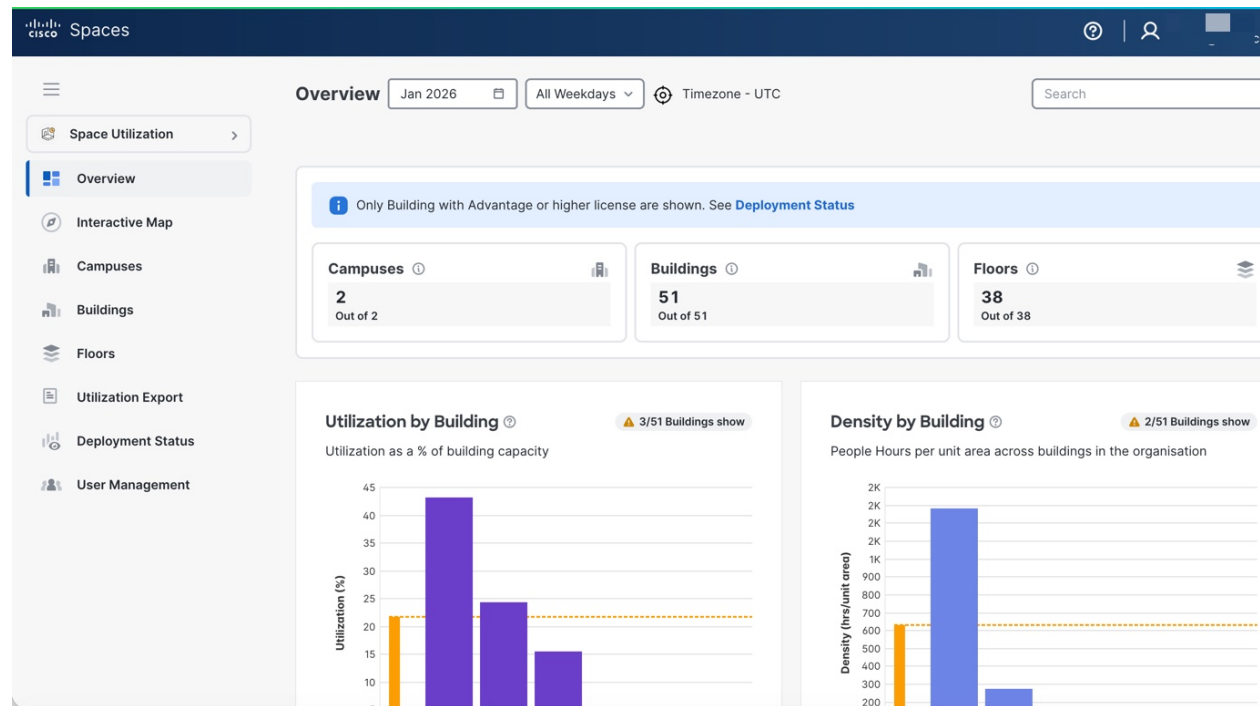 cisco Spaces
Overview Jan 2026 All Weekdays Timezone - UTC Search
Space Utilization
Overview
Interactive Map
Campuses
Buildings
Floors
Utilization Export
Deployment Status
User Management
Only Building with Advantage or higher license are shown. See Deployment Status
Campuses
2
Out of 2
Buildings
51
Out of 51
Floors
38
Out of 38
Utilization by Building
3/51 Buildings show
Utilization as a % of building capacity
Utilization (%)
45
40
35
30
25
20
15
10
Density by Building
2/51 Buildings show
People Hours per unit area across buildings in the organisation
Density (hrs/unit area)
2K
2K
2K
2K
1K
900
800
700
600
500
400
300
200